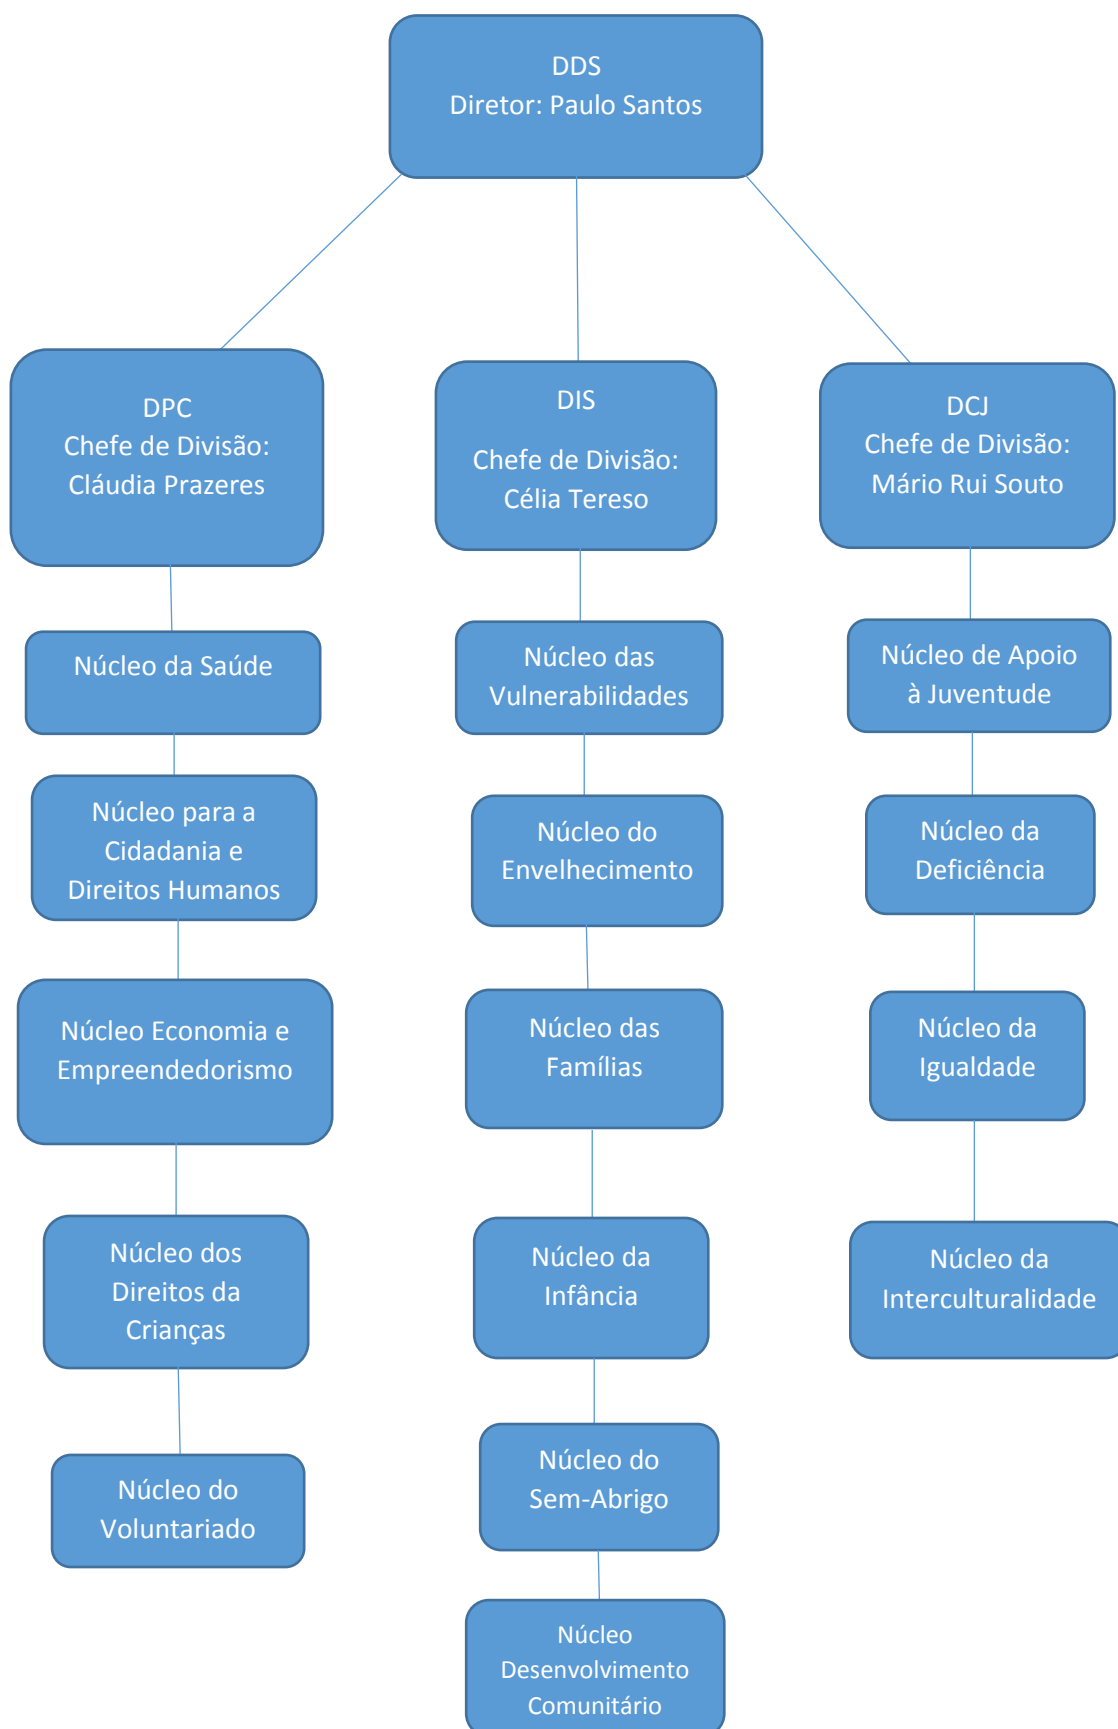 DDS
Diretor: Paulo Santos
DPC
Chefe de Divisão:
Cláudia Prazeres
Núcleo da Saúde
Núcleo para a
Cidadania e
Direitos Humanos
Núcleo Economia e
Empreendedorismo
Núcleo dos
Direitos da
Crianças
Núcleo do
Voluntariado
DIS
Chefe de Divisão:
Célia Tereso
Núcleo das
Vulnerabilidades
Núcleo do
Envelhecimento
Núcleo das
Famílias
Núcleo da
Infância
Núcleo do
Sem-Abrigo
Núcleo
Desenvolvimento
Comunitário
DCJ
Chefe de Divisão:
Mário Rui Souto
Núcleo de Apoio
à Juventude
Núcleo da
Deficiência
Núcleo da
Igualdade
Núcleo da
Interculturalidade